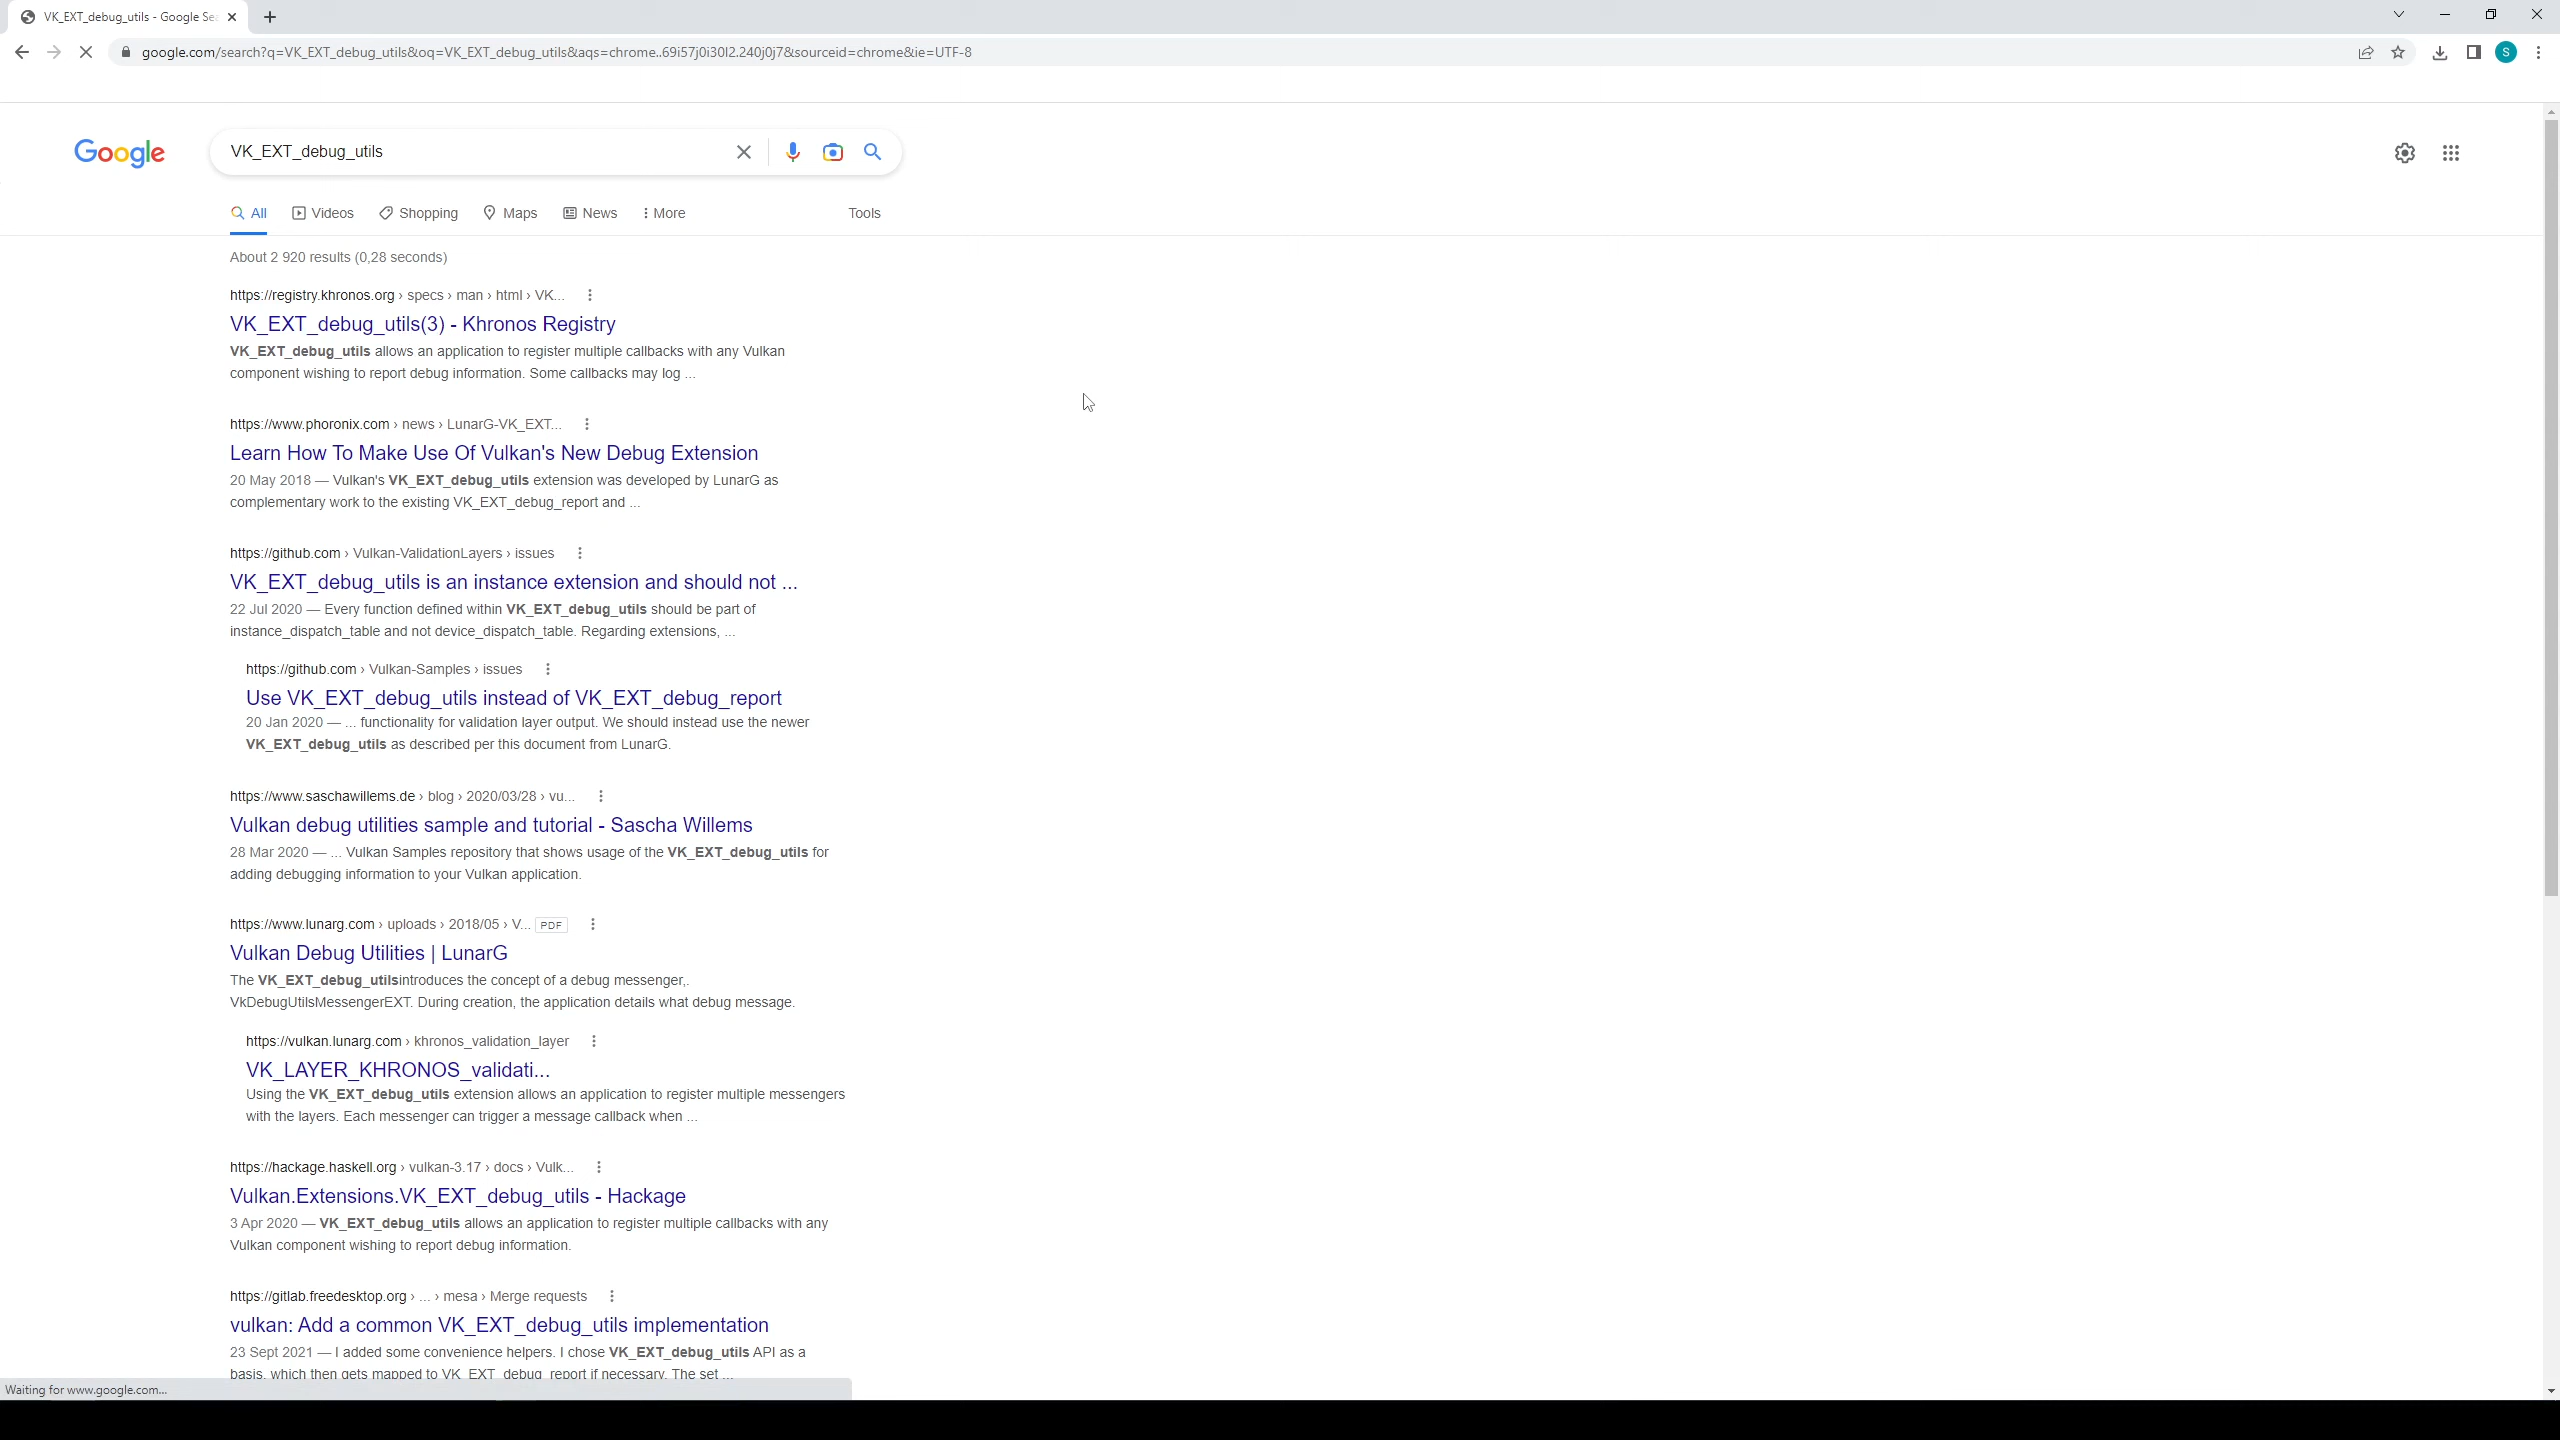 VK_EXT_debug_utils - Google Sea
google.com/search?q=VK_EXT_debug_utils&oq=VK_EXT_debug_utils&aqs=chrome..69i57j0i30l2.240j0j7&sourceid=chrome&ie=UTF-8
S
Google
VK_EXT_debug_utils
All
Videos
Shopping
Maps
News
More
Tools
About 2 920 results (0,28 seconds)
https://registry.khronos.org › specs › man › html › VK...
VK_EXT_debug_utils(3) - Khronos Registry
VK_EXT_debug_utils allows an application to register multiple callbacks with any Vulkan
component wishing to report debug information. Some callbacks may log ...
https://www.phoronix.com › news › LunarG-VK_EXT...
Learn How To Make Use Of Vulkan's New Debug Extension
20 May 2018 — Vulkan's VK_EXT_debug_utils extension was developed by LunarG as
complementary work to the existing VK_EXT_debug_report and ...
https://github.com › Vulkan-ValidationLayers › issues
VK_EXT_debug_utils is an instance extension and should not ...
22 Jul 2020 — Every function defined within VK_EXT_debug_utils should be part of
instance_dispatch_table and not device_dispatch_table. Regarding extensions, ...
https://github.com › Vulkan-Samples › issues
Use VK_EXT_debug_utils instead of VK_EXT_debug_report
20 Jan 2020 — ... functionality for validation layer output. We should instead use the newer
VK_EXT_debug_utils as described per this document from LunarG.
https://www.saschawillems.de › blog › 2020/03/28 › vu...
Vulkan debug utilities sample and tutorial - Sascha Willems
28 Mar 2020 — ... Vulkan Samples repository that shows usage of the VK_EXT_debug_utils for
adding debugging information to your Vulkan application.
https://www.lunarg.com › uploads › 2018/05 › V... PDF
Vulkan Debug Utilities | LunarG
The VK_EXT_debug_utilsintroduces the concept of a debug messenger,.
VkDebugUtilsMessengerEXT. During creation, the application details what debug message.
https://vulkan.lunarg.com › khronos_validation_layer
VK_LAYER_KHRONOS_validati...
Using the VK_EXT_debug_utils extension allows an application to register multiple messengers
with the layers. Each messenger can trigger a message callback when ...
https://hackage.haskell.org › vulkan-3.17 › docs › Vulk...
Vulkan.Extensions.VK_EXT_debug_utils - Hackage
3 Apr 2020 — VK_EXT_debug_utils allows an application to register multiple callbacks with any
Vulkan component wishing to report debug information.
https://gitlab.freedesktop.org › ... › mesa › Merge requests
vulkan: Add a common VK_EXT_debug_utils implementation
23 Sept 2021 — I added some convenience helpers. I chose VK_EXT_debug_utils API as a
basis, which then gets mapped to VK_EXT_debug_report if necessary. The set ...
Waiting for www.google.com...